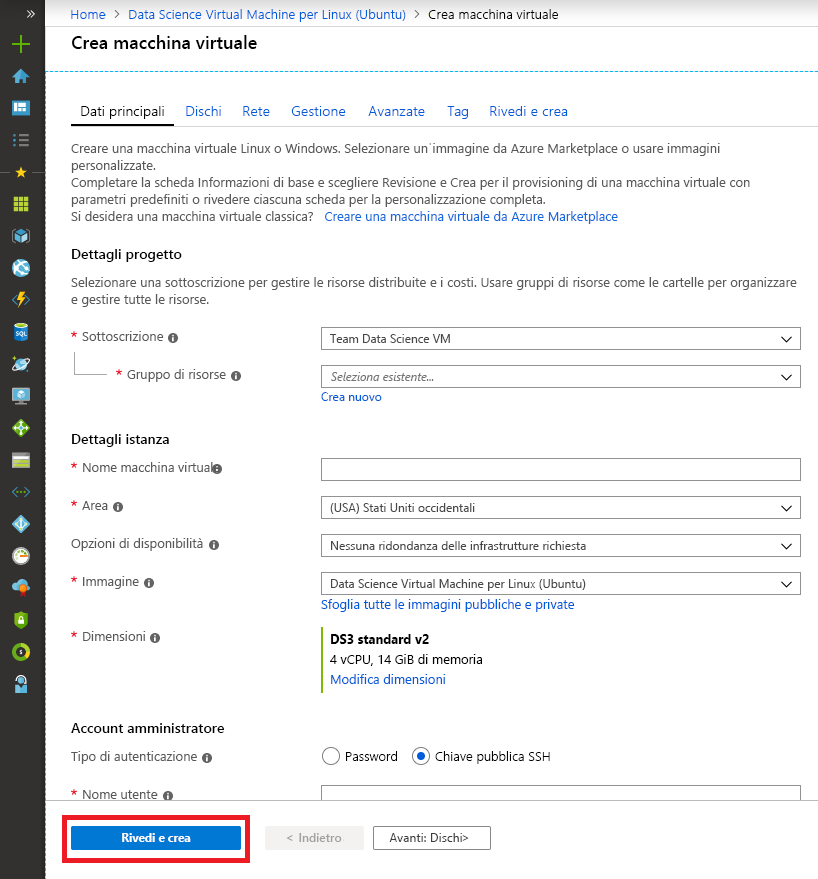 Home > Data Science Virtual Machine per Linux (Ubuntu) > Crea macchina virtuale
Crea macchina virtuale
Dati principali Dischi Rete Gestione Avanzate Tag Rivedi e crea
Creare una macchina virtuale Linux o Windows. Selezionare un'immagine da Azure Marketplace o usare immagini
personalizzate.
Completare la scheda Informazioni di base e scegliere Revisione e Crea per il provisioning di una macchina virtuale con
parametri predefiniti o rivedere ciascuna scheda per la personalizzazione completa.
Si desidera una macchina virtuale classica? Creare una macchina virtuale da Azure Marketplace
Dettagli progetto
Selezionare una sottoscrizione per gestire le risorse distribuite e i costi. Usare gruppi di risorse come le cartelle per organizzare
e gestire tutte le risorse.
* Sottoscrizione Team Data Science VM
* Gruppo di risorse Seleziona esistente...
Crea nuovo
Dettagli istanza
* Nome macchina virtual
* Area (USA) Stati Uniti occidentali
Opzioni di disponibilità Nessuna ridondanza delle infrastrutture richiesta
* Immagine Data Science Virtual Machine per Linux (Ubuntu)
Sfoglia tutte le immagini pubbliche e private
* Dimensioni DS3 standard v2
4 vCPU, 14 GiB di memoria
Modifica dimensioni
Account amministratore
Tipo di autenticazione Password Chiave pubblica SSH
* Nome utente
Rivedi e crea < Indietro Avanti: Dischi>